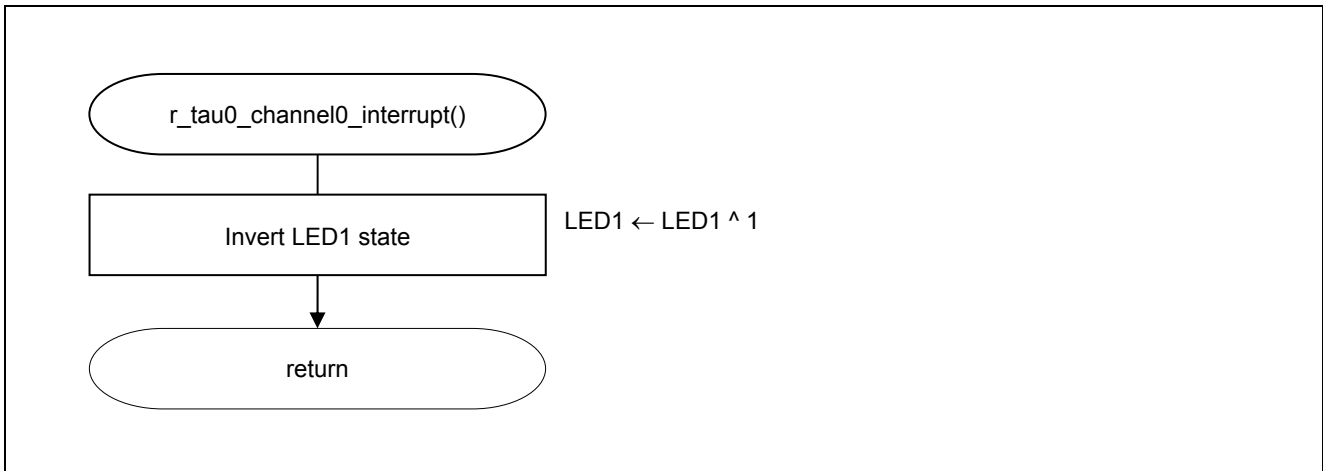 r_tau0_channel0_interrupt()
Invert LED1 state
LED1 ← LED1 ^ 1
return